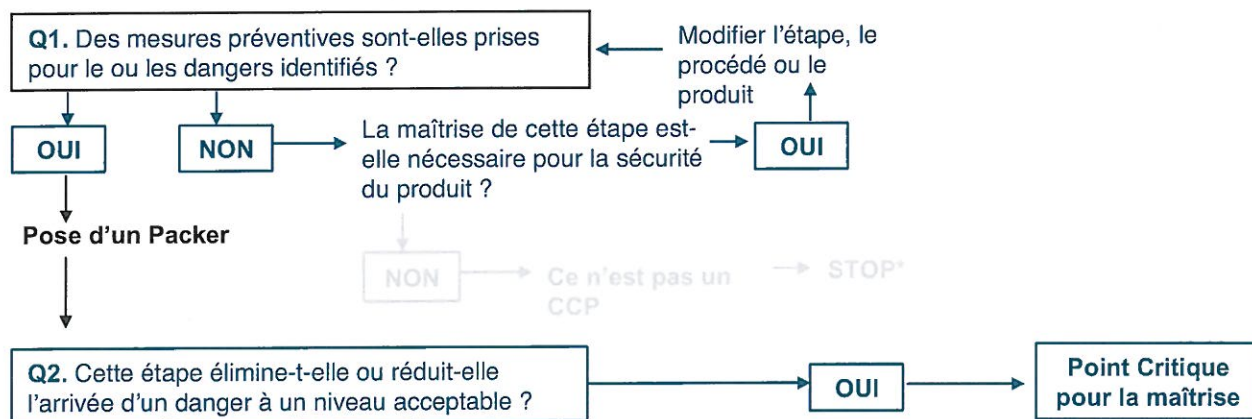 Q1. Des mesures préventives sont-elles prises
pour le ou les dangers identifiés ?
Modifier l'étape, le
procédé ou le
produit
OUI
NON
La maîtrise de cette étape est-
elle nécessaire pour la sécurité
du produit ?
OUI
Pose d'un Packer
NON
Ce n'est pas un
CCP
STOP*
Q2. Cette étape élimine-t-elle ou réduit-elle
l'arrivée d'un danger à un niveau acceptable ?
OUI
Point Critique
pour la maîtrise